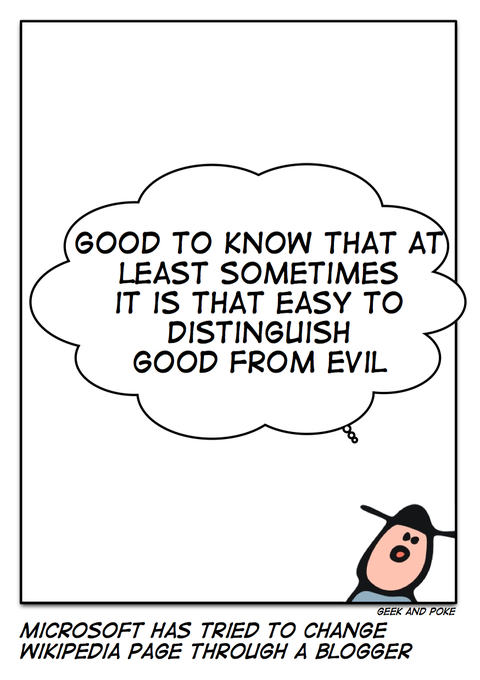 GOOD TO KNOW THAT AT
LEAST SOMETIMES
IT IS THAT EASY TO
DISTINGUISH
GOOD FROM EVIL
GEEK AND POKE
MICROSOFT HAS TRIED TO CHANGE
WIKIPEDIA PAGE THROUGH A BLOGGER